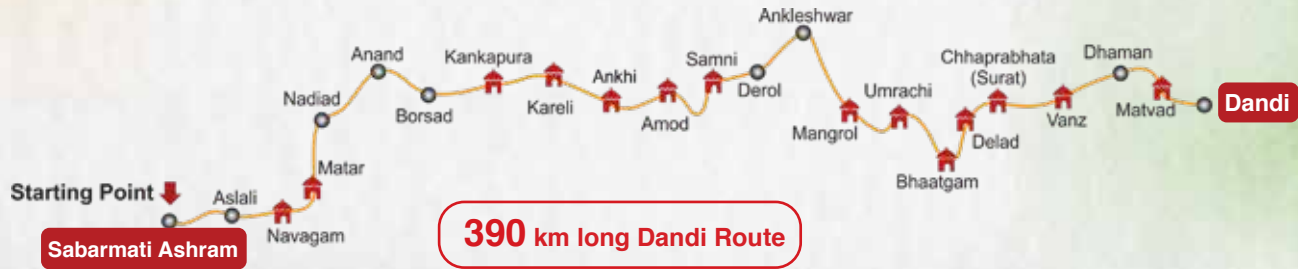 Starting Point
Sabarmati Ashram
Aslali
Navagam
Matar
Nadiad
Anand
Borsad
Kankapura
Kareli
Ankhi
Amod
Samni
Derol
Ankleshwar
Mangrol
Umrachi
Bhaatgam
Delad
Chhaprabhata
(Surat)
Vanz
Dhaman
Matvad
Dandi
390 km long Dandi Route